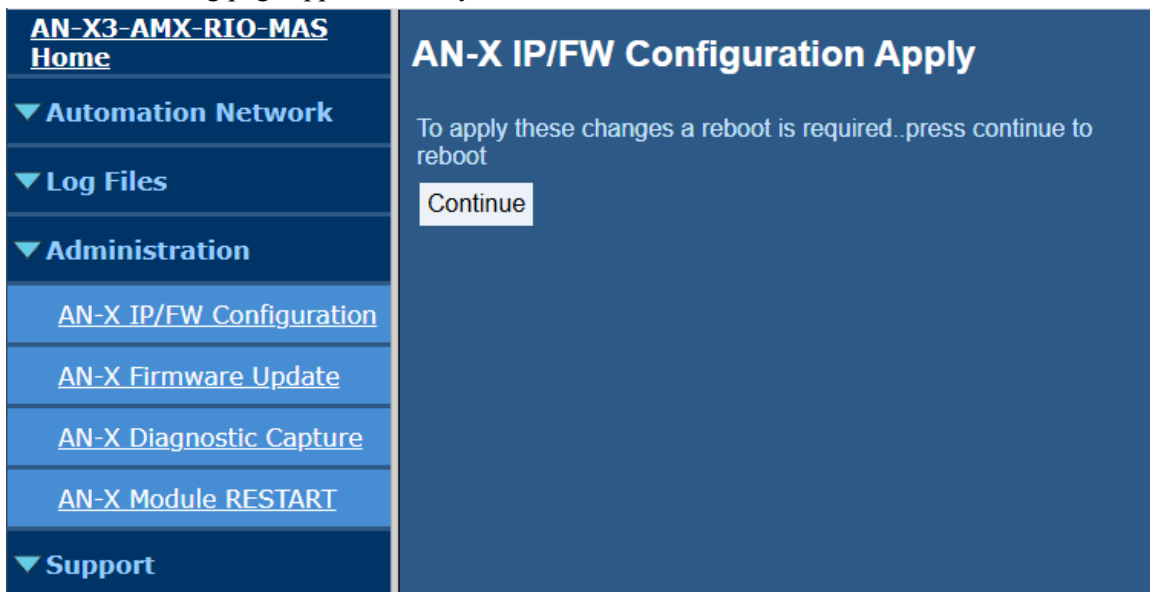 AN-X3-AMX-RIO-MAS
Home
Automation Network
Log Files
Administration
AN-X IP/FW Configuration
AN-X Firmware Update
AN-X Diagnostic Capture
AN-X Module RESTART
Support
AN-X IP/FW Configuration Apply
To apply these changes a reboot is required..press continue to
reboot
Continue